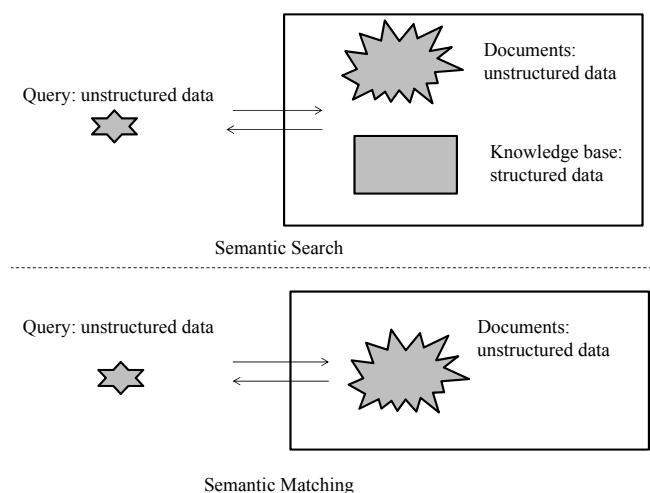 Documents:
unstructured data
Query: unstructured data
Knowledge base:
structured data
Semantic Search
Query: unstructured data
Documents:
unstructured data
Semantic Matching